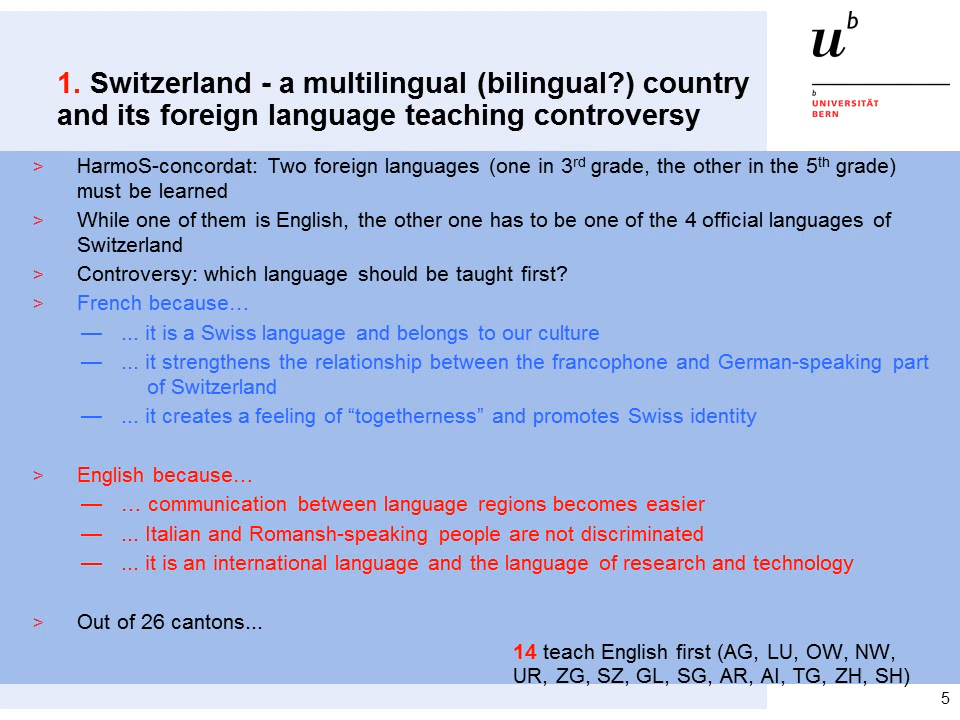 u^b
b
UNIVERSITÄT
BERN
1. Switzerland - a multilingual (bilingual?) country
and its foreign language teaching controversy
> HarmoS-concordat: Two foreign languages (one in 3rd grade, the other in the 5th grade)
must be learned
> While one of them is English, the other one has to be one of the 4 official languages of
Switzerland
> Controversy: which language should be taught first?
> French because…
— ... it is a Swiss language and belongs to our culture
— ... it strengthens the relationship between the francophone and German-speaking part
of Switzerland
— ... it creates a feeling of “togetherness” and promotes Swiss identity
> English because…
— … communication between language regions becomes easier
— ... Italian and Romansh-speaking people are not discriminated
— ... it is an international language and the language of research and technology
> Out of 26 cantons...
14 teach English first (AG, LU, OW, NW,
UR, ZG, SZ, GL, SG, AR, AI, TG, ZH, SH)
5